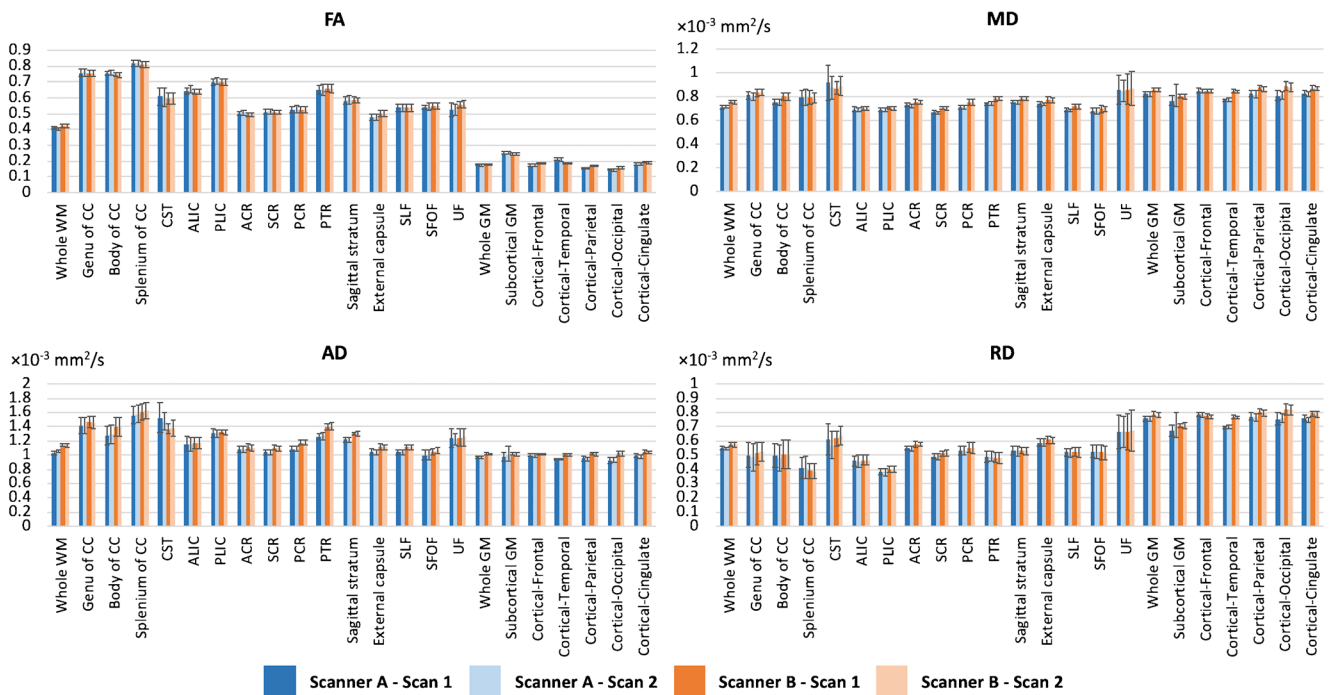 FA
0.9
0.8
0.7
0.6
0.5
0.4
0.3
0.2
0.1
0
Whole WM
Genu of CC
Body of CC
Splenium of CC
CST
ALIC
PLIC
ACR
SCR
PCR
PTR
Sagittal stratum
External capsule
SLF
SFOF
UF
Whole GM
Subcortical GM
Cortical-Frontal
Cortical-Temporal
Cortical-Parietal
Cortical-Occipital
Cortical-Cingulate
MD
×10⁻³ mm²/s
1.2
1
0.8
0.6
0.4
0.2
0
Whole WM
Genu of CC
Body of CC
Splenium of CC
CST
ALIC
PLIC
ACR
SCR
PCR
PTR
Sagittal stratum
External capsule
SLF
SFOF
UF
Whole GM
Subcortical GM
Cortical-Frontal
Cortical-Temporal
Cortical-Parietal
Cortical-Occipital
Cortical-Cingulate
AD
×10⁻³ mm²/s
2
1.8
1.6
1.4
1.2
1
0.8
0.6
0.4
0.2
0
Whole WM
Genu of CC
Body of CC
Splenium of CC
CST
ALIC
PLIC
ACR
SCR
PCR
PTR
Sagittal stratum
External capsule
SLF
SFOF
UF
Whole GM
Subcortical GM
Cortical-Frontal
Cortical-Temporal
Cortical-Parietal
Cortical-Occipital
Cortical-Cingulate
RD
×10⁻³ mm²/s
1
0.9
0.8
0.7
0.6
0.5
0.4
0.3
0.2
0.1
0
Whole WM
Genu of CC
Body of CC
Splenium of CC
CST
ALIC
PLIC
ACR
SCR
PCR
PTR
Sagittal stratum
External capsule
SLF
SFOF
UF
Whole GM
Subcortical GM
Cortical-Frontal
Cortical-Temporal
Cortical-Parietal
Cortical-Occipital
Cortical-Cingulate
Scanner A - Scan 1 Scanner A - Scan 2 Scanner B - Scan 1 Scanner B - Scan 2